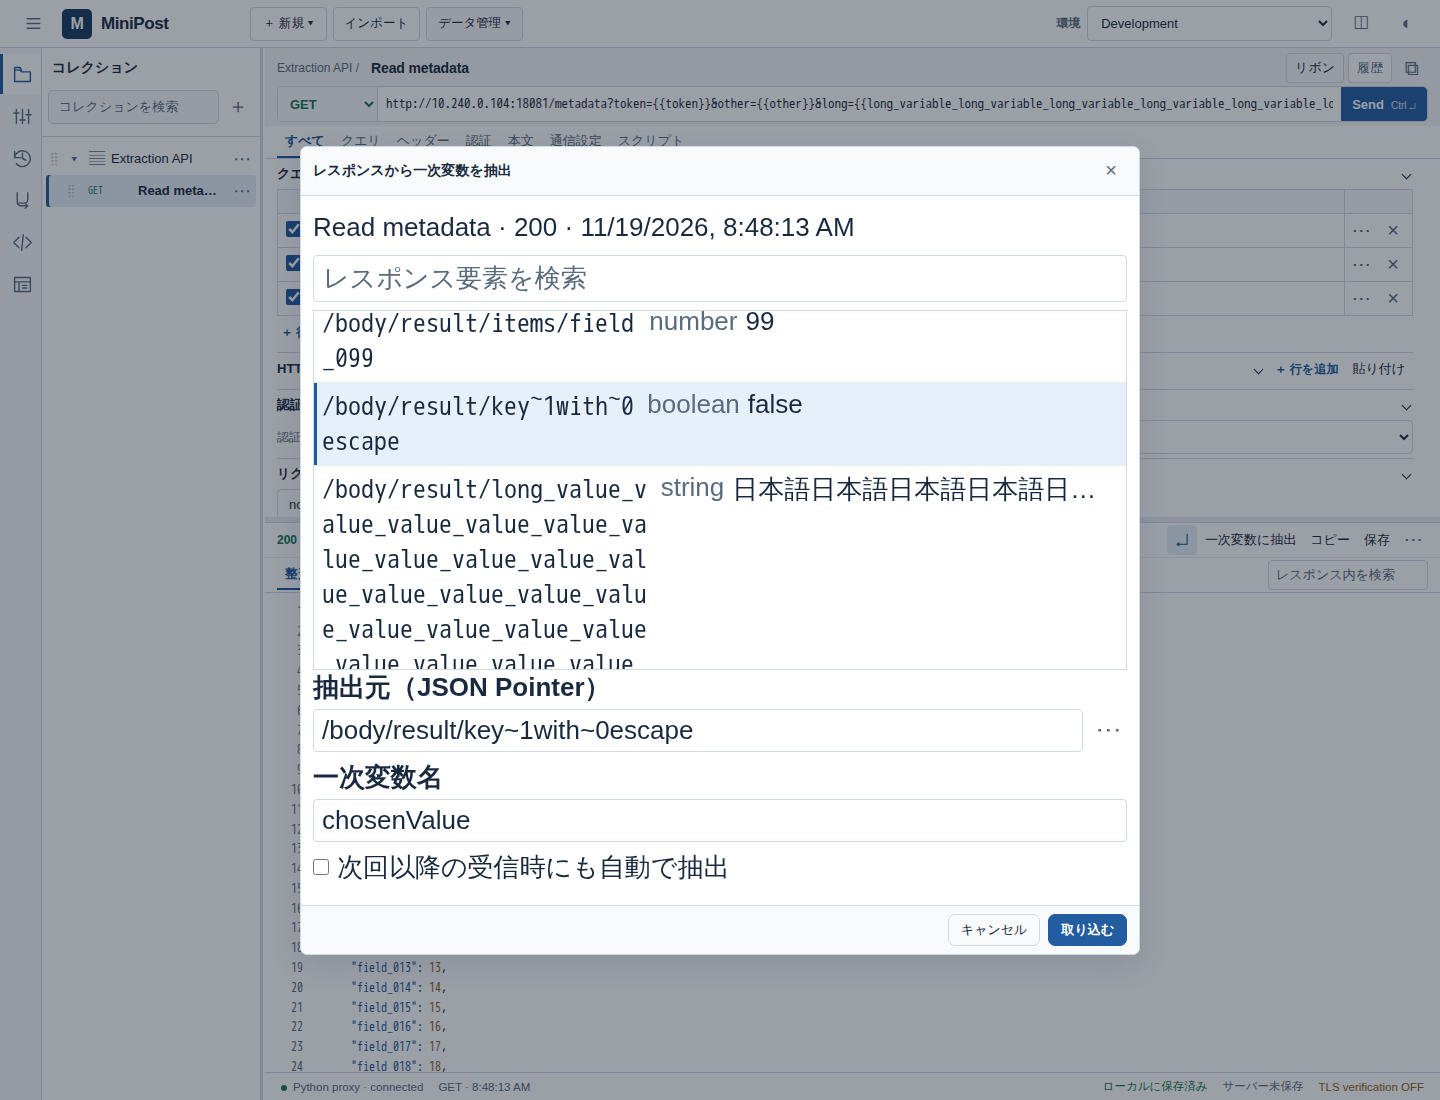 M MiniPost ＋ 新規 ▾ インポート データ管理 ▾ 環境 Development
コレクション
コレクションを検索
Extraction API ···
GET Read meta… ···
Extraction API / Read metadata リボン 履歴
GET http://10.240.0.104:18081/metadata?token={{token}}&other={{other}}&long={{long_variable_long_variable_long_variable_long_variable_long_variable_lo Send Ctrl
すべて クエリ ヘッダー 認証 本文 通信設定 スクリプト
レスポンスから一次変数を抽出 ×
Read metadata · 200 · 11/19/2026, 8:48:13 AM
レスポンス要素を検索
/body/result/items/field number 99
_099
/body/result/key~1with~0 boolean false
escape
/body/result/long_value_v string 日本語日本語日本語日本語日…
alue_value_value_value_va
lue_value_value_value_val
ue_value_value_value_valu
e_value_value_value_value
_value_value_value_value
抽出元（JSON Pointer）
/body/result/key~1with~0escape ···
一次変数名
chosenValue
次回以降の受信時にも自動で抽出
キャンセル 取り込む
··· ×
··· ×
··· ×
HTT + 行を追加 貼り付け
認証
認証
リク
no
200 一次変数に抽出 コピー 保存 ···
整 レスポンス内を検索
19 "field_013": 13,
20 "field_014": 14,
21 "field_015": 15,
22 "field_016": 16,
23 "field_017": 17,
24 "field_018": 18,
Python proxy · connected GET · 8:48:13 AM ローカルに保存済み サーバー未保存 TLS verification OFF